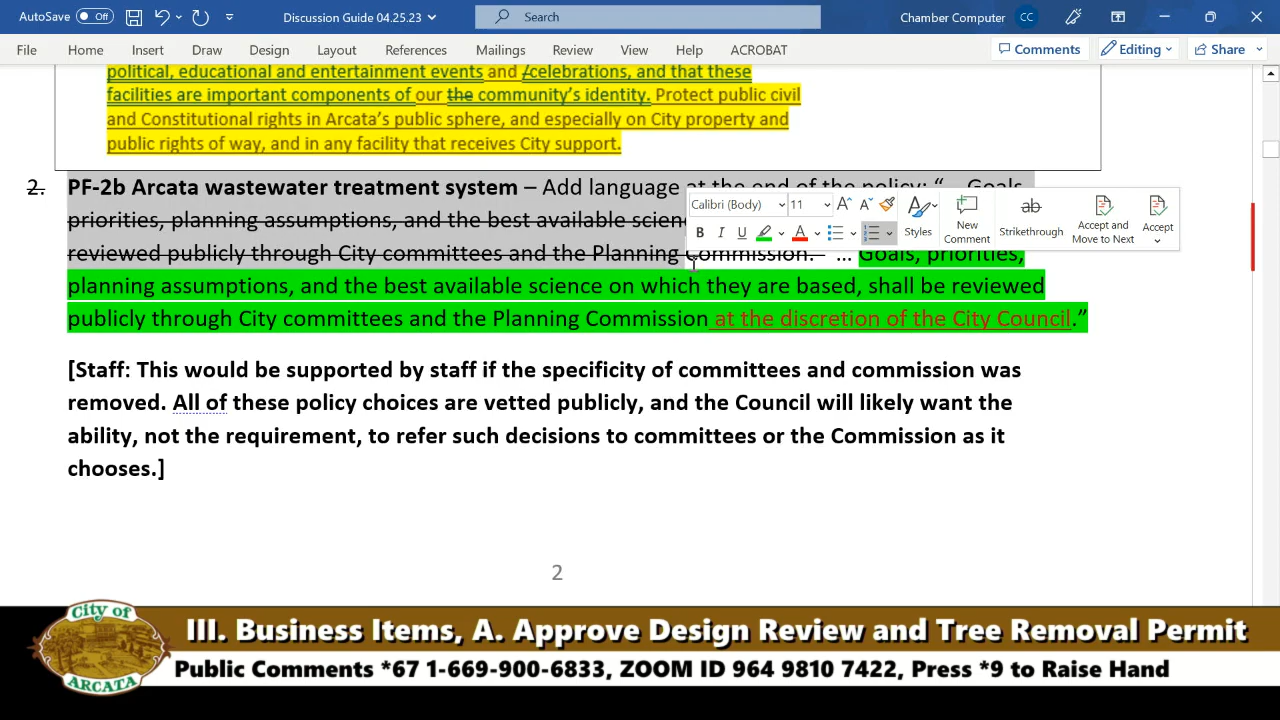 AutoSave Off Discussion Guide 04.25.23 Search Chamber Computer CC
File Home Insert Draw Design Layout References Mailings Review View Help ACROBAT Comments Editing Share
political, educational and entertainment events and /celebrations, and that these
facilities are important components of our the community's identity. Protect public civil
and Constitutional rights in Arcata's public sphere, and especially on City property and
public rights of way, and in any facility that receives City support.
2. PF-2b Arcata wastewater treatment system – Add language at the end of the policy: "... Goals,
priorities, planning assumptions, and the best available scien
reviewed publicly through City committees and the Planning Commission." "... Goals, priorities,
planning assumptions, and the best available science on which they are based, shall be reviewed
publicly through City committees and the Planning Commission at the discretion of the City Council."
Calibri (Body) 11 A A Styles New Comment ab Strikethrough Accept and Move to Next Accept
B I U A
[Staff: This would be supported by staff if the specificity of committees and commission was
removed. All of these policy choices are vetted publicly, and the Council will likely want the
ability, not the requirement, to refer such decisions to committees or the Commission as it
chooses.]
2
City of ARCATA
III. Business Items, A. Approve Design Review and Tree Removal Permit
Public Comments *67 1-669-900-6833, ZOOM ID 964 9810 7422, Press *9 to Raise Hand